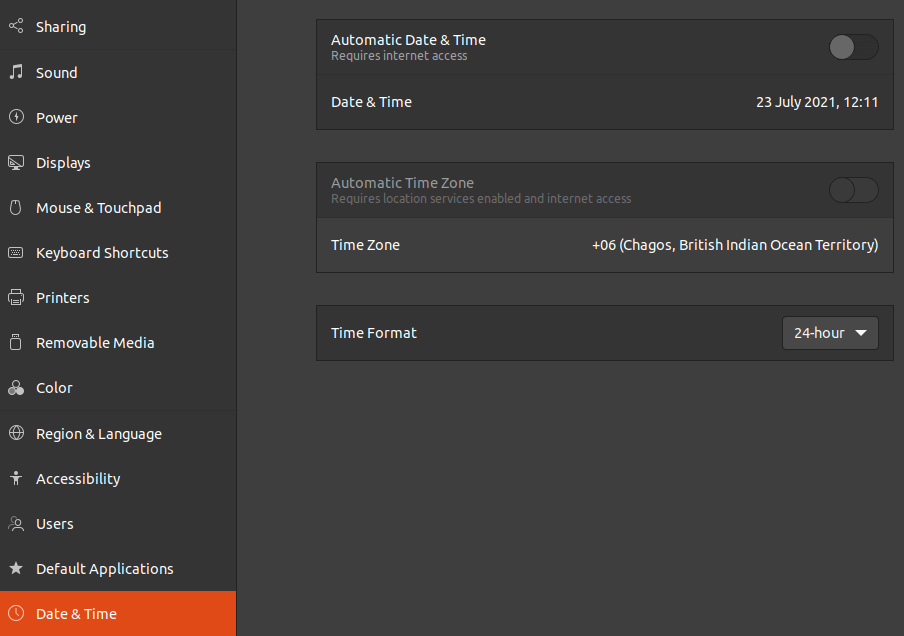 Sharing
Sound
Power
Displays
Mouse & Touchpad
Keyboard Shortcuts
Printers
Removable Media
Color
Region & Language
Accessibility
Users
Default Applications
Date & Time
Automatic Date & Time
Requires internet access
Date & Time 23 July 2021, 12:11
Automatic Time Zone
Requires location services enabled and internet access
Time Zone +06 (Chagos, British Indian Ocean Territory)
Time Format 24-hour